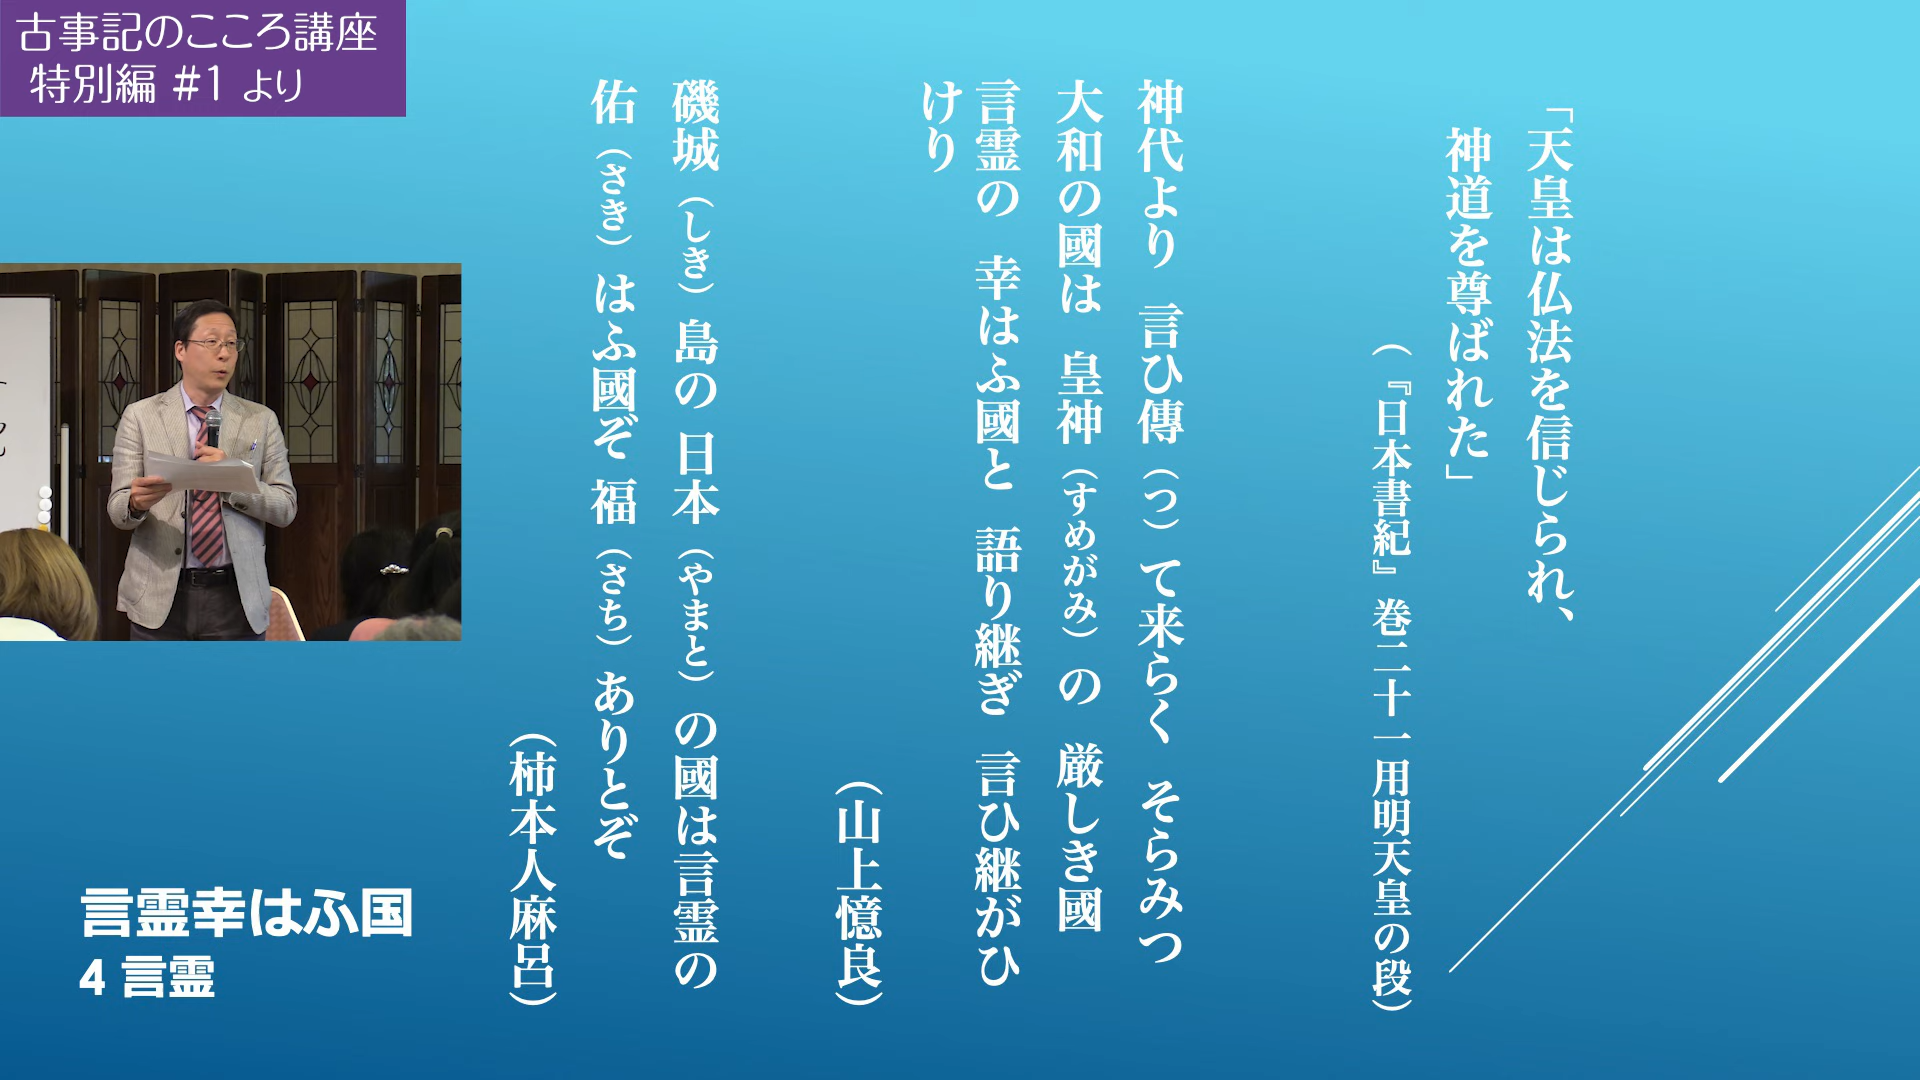 古事記のこころ講座
特別編 #1 より
「天皇は仏法を信じられ、
神道を尊ばれた」
（『日本書紀』巻二十一用明天皇の段）
神代より 言ひ傳（つ）て来らく そらみつ
大和の國は 皇神（すめがみ）の 厳しき國
言霊の 幸はふ國と 語り継ぎ 言ひ継がひ
けり
（山上憶良）
磯城（しき）島の 日本（やまと）の國は言霊の
佑（さき）はふ國ぞ 福（さち）ありとぞ
（柿本人麻呂）
言霊幸はふ国
4 言霊